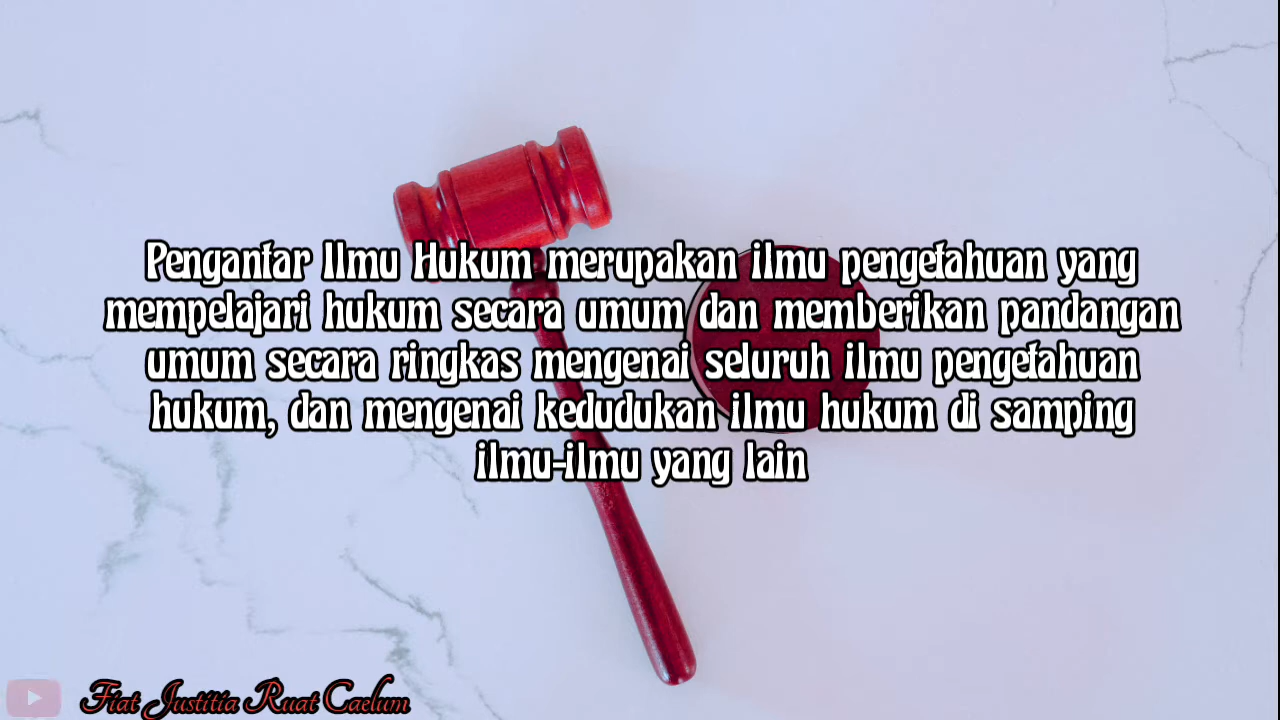 Pengantar Ilmu Hukum merupakan ilmu pengetahuan yang
mempelajari hukum secara umum dan memberikan pandangan
umum secara ringkas mengenai seluruh ilmu pengetahuan
hukum, dan mengenai kedudukan ilmu hukum di samping
ilmu-ilmu yang lain
Fiat Justitia Ruat Caelum